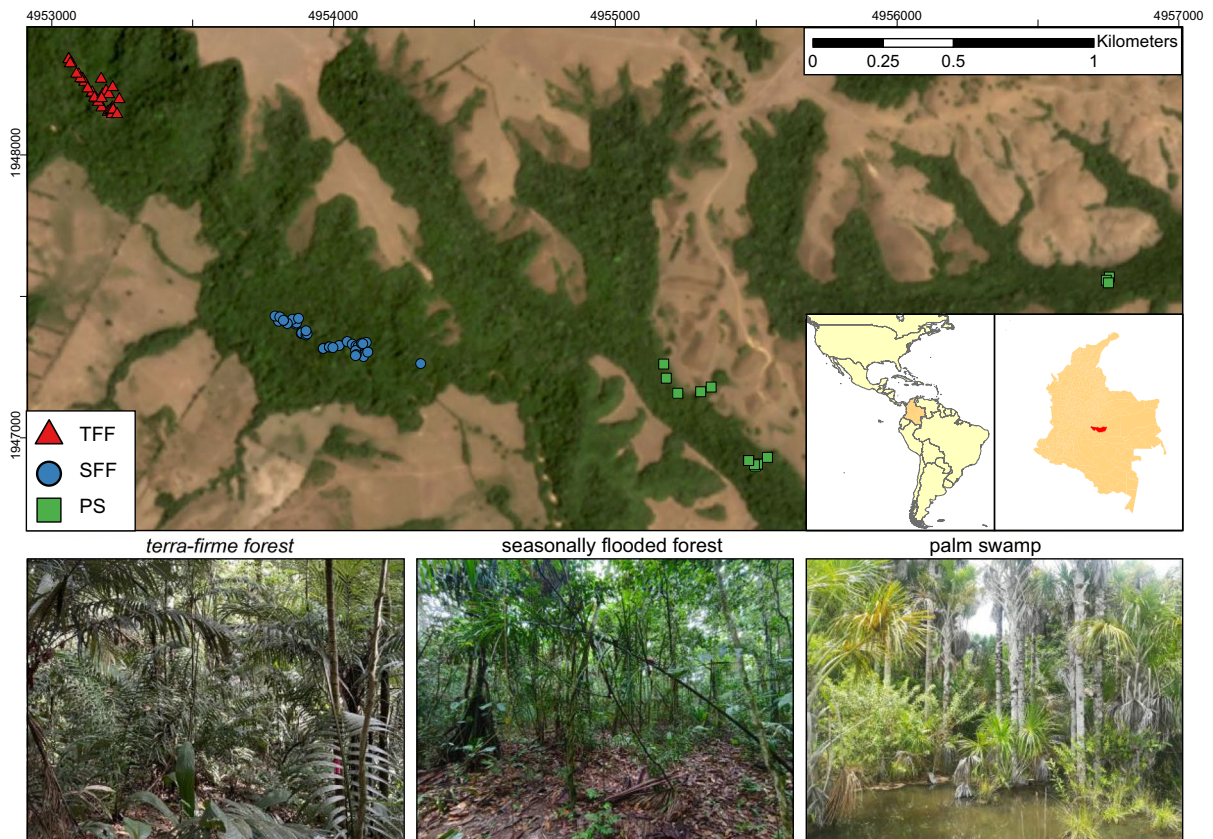 4953000 4954000 4955000 4956000 4957000
Kilometers
0 0.25 0.5 1
1948000
1947000
TFF
SFF
PS
terra-firme forest seasonally flooded forest palm swamp